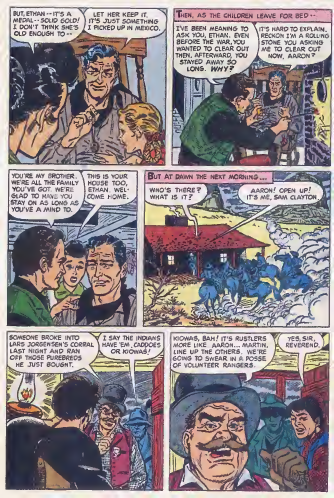 BUT, ETHAN--IT'S A
MEDAL--SOLID GOLD!
I DON'T THINK SHE'S
OLD ENOUGH TO--
LET HER KEEP IT.
IT'S JUST SOMETHING
I PICKED UP IN MEXICO.
THEN, AS THE CHILDREN LEAVE FOR BED--
I'VE BEEN MEANING TO
ASK YOU, ETHAN. EVEN
BEFORE THE WAR, YOU
WANTED TO CLEAR OUT
THEN, AFTERWARD, YOU
STAYED AWAY SO
LONG. WHY?
IT'S HARD TO EXPLAIN.
RECKON I'M A ROLLING
STONE. YOU ASKING
ME TO CLEAR OUT
NOW, AARON?
YOU'RE MY BROTHER.
WE'RE ALL THE FAMILY
YOU'VE GOT. WE'RE
GLAD TO MAKE YOU
STAY ON AS LONG AS
YOU'VE A MIND TO.
THIS IS YOUR
HOUSE TOO,
ETHAN. WEL-
COME HOME.
BUT AT DAWN THE NEXT MORNING...
WHO'S THERE?
WHAT IS IT?
AARON! OPEN UP!
IT'S ME, SAM CLAYTON.
SOMEONE BROKE INTO
LARS JORGENSEN'S CORRAL
LAST NIGHT AND RAN
OFF THOSE PUREBREDS
HE JUST BOUGHT.
I SAY THE INDIANS
HAVE 'EM, CADDOES
OR KIOWAS!
KIOWAS, BAH! IT'S RUSTLERS
MORE LIKE. AARON... MARTIN,
LINE UP THE OTHERS. WE'RE
GOING TO SWEAR IN A POSSE
OF VOLUNTEER RANGERS.
YES, SIR,
REVEREND.